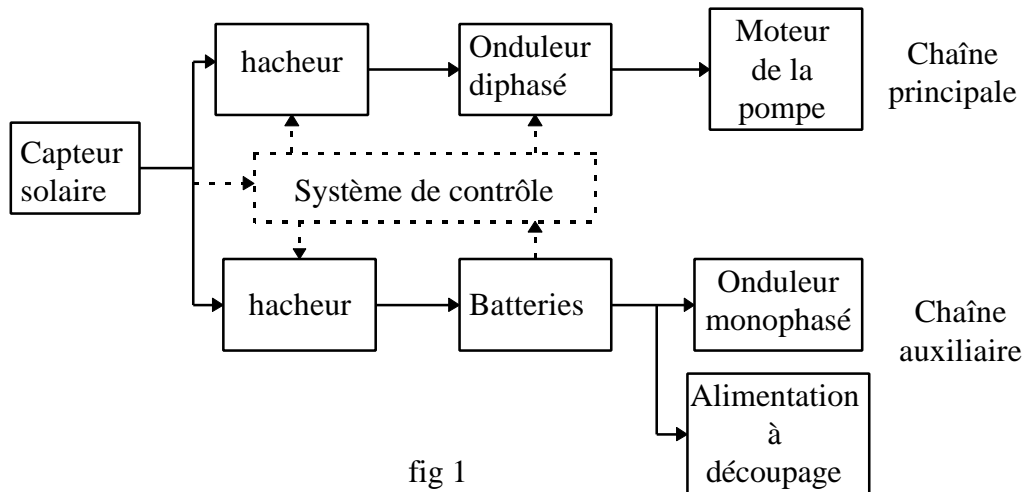 hacheur
Onduleur
diphasé
Moteur
de la
pompe
Chaîne
principale
Capteur
solaire
Système de contrôle
hacheur
Batteries
Onduleur
monophasé
Chaîne
auxiliaire
Alimentation
à
découpage
fig 1